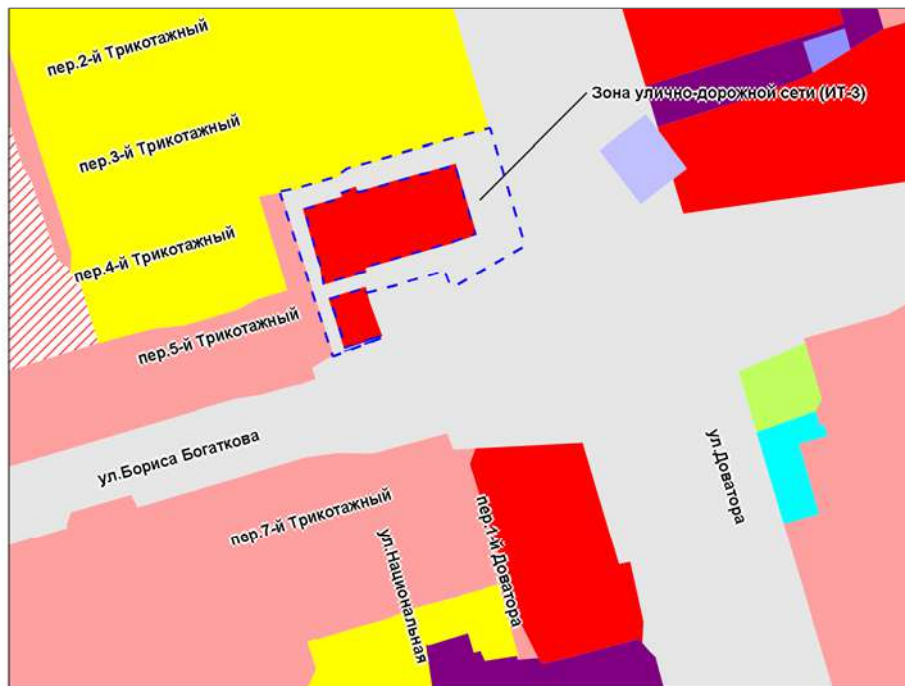 пер.2-й Трикотажный
Зона улично-дорожной сети (ИТ-3)
пер.3-й Трикотажный
пер.4-й Трикотажный
пер.5-й Трикотажный
ул.Бориса Богаткова
ул.Доватора
пер.7-й Трикотажный
пер.1-й Доватора
ул.Национальная